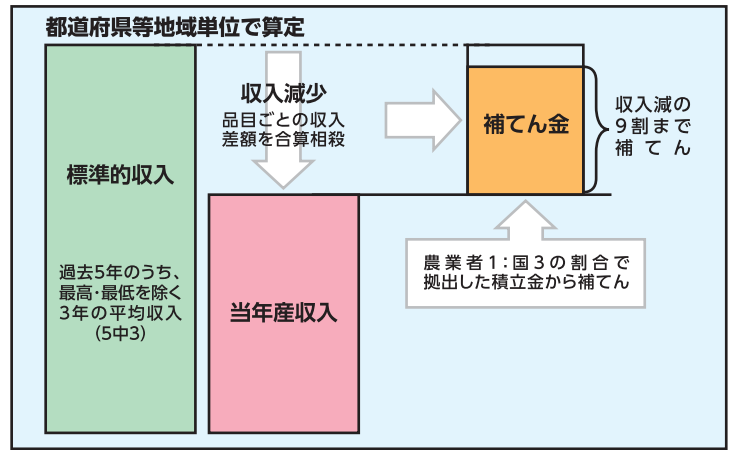 都道府県等地域単位で算定
標準的収入
過去5年のうち、
最高・最低を除く
3年の平均収入
(5中3)
収入減少
品目ごとの収入
差額を合算相殺
当年産収入
補てん金
収入減の
9割まで
補てん
農業者1:国3の割合で
拠出した積立金から補てん